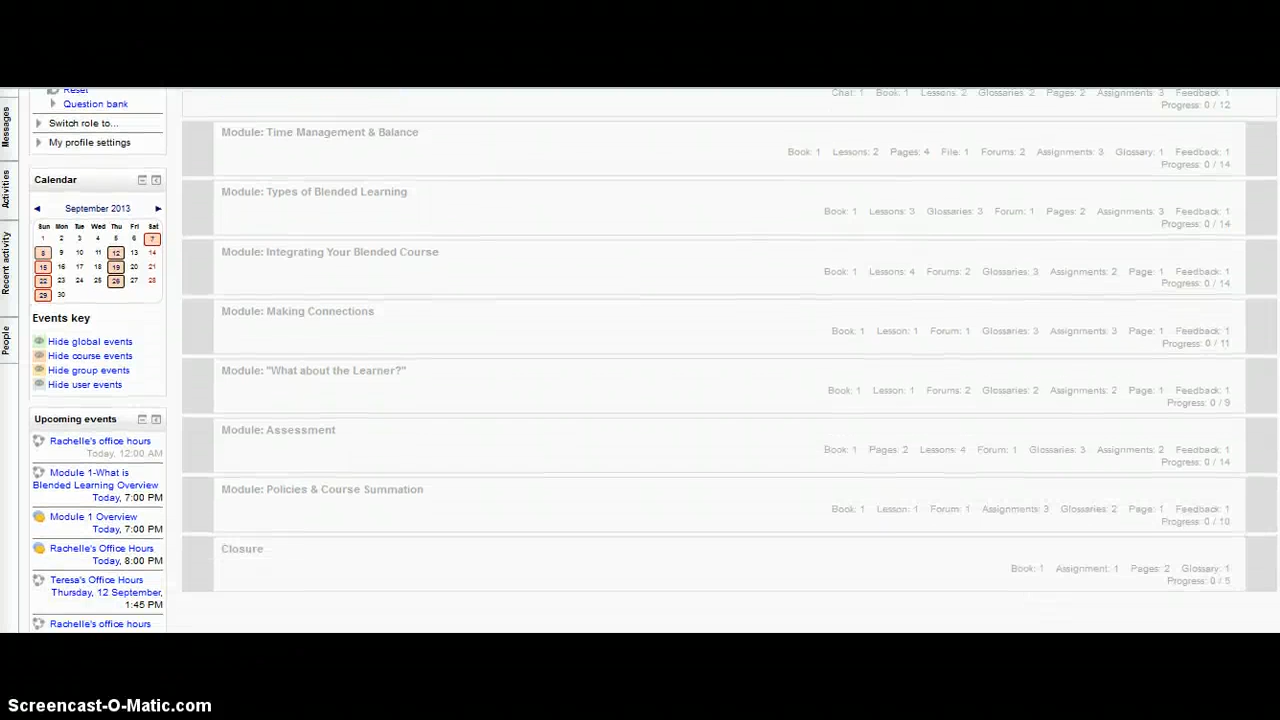 Messages
Activities
Recent activity
People
Reset
Question bank
Switch role to...
My profile settings
Calendar
September 2013
Sun Mon Tue Wed Thu Fri Sat
1 2 3 4 5 6 7
8 9 10 11 12 13 14
15 16 17 18 19 20 21
22 23 24 25 26 27 28
29 30
Events key
Hide global events
Hide course events
Hide group events
Hide user events
Upcoming events
Rachelle's office hours
Today, 12:00 AM
Module 1-What is
Blended Learning Overview
Today, 7:00 PM
Module 1 Overview
Today, 7:00 PM
Rachelle's Office Hours
Today, 8:00 PM
Teresa's Office Hours
Thursday, 12 September,
1:45 PM
Rachelle's office hours
Chat: 1 Book: 1 Lessons: 2 Glossaries: 2 Pages: 2 Assignments: 3 Feedback: 1
Progress: 0 / 12
Module: Time Management & Balance
Book: 1 Lessons: 2 Pages: 4 File: 1 Forums: 2 Assignments: 3 Glossary: 1 Feedback: 1
Progress: 0 / 14
Module: Types of Blended Learning
Book: 1 Lessons: 3 Glossaries: 3 Forum: 1 Pages: 2 Assignments: 3 Feedback: 1
Progress: 0 / 14
Module: Integrating Your Blended Course
Book: 1 Lessons: 4 Forums: 2 Glossaries: 3 Assignments: 2 Page: 1 Feedback: 1
Progress: 0 / 14
Module: Making Connections
Book: 1 Lesson: 1 Forum: 1 Glossaries: 3 Assignments: 3 Page: 1 Feedback: 1
Progress: 0 / 11
Module: "What about the Learner?"
Book: 1 Lesson: 1 Forums: 2 Glossaries: 2 Assignments: 2 Page: 1 Feedback: 1
Progress: 0 / 9
Module: Assessment
Book: 1 Pages: 2 Lessons: 4 Forum: 1 Glossaries: 3 Assignments: 2 Feedback: 1
Progress: 0 / 14
Module: Policies & Course Summation
Book: 1 Lesson: 1 Forum: 1 Assignments: 3 Glossaries: 2 Page: 1 Feedback: 1
Progress: 0 / 10
Closure
Book: 1 Assignment: 1 Pages: 2 Glossary: 1
Progress: 0 / 5
Screencast-O-Matic.com